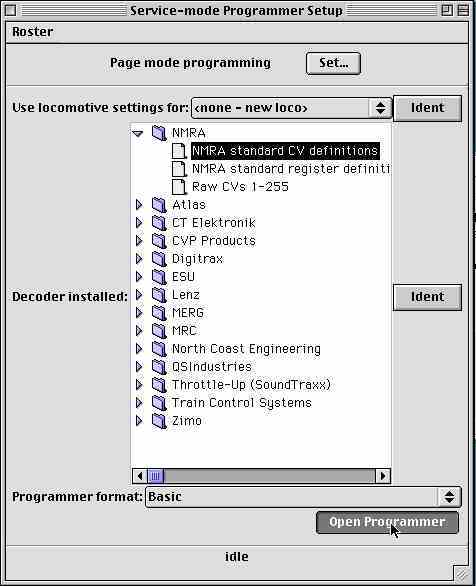 Service-mode Programmer Setup
Roster
Page mode programming Set...
Use locomotive settings for: <none - new loco> Ident
NMRA
NMRA standard CV definitions
NMRA standard register definiti
Raw CVs 1-255
Atlas
CT Elektronik
CVP Products
Digitrax
ESU
Decoder installed: Lenz Ident
MERG
MRC
North Coast Engineering
QSIndustries
Throttle-Up (SoundTraxx)
Train Control Systems
Zimo
Programmer format: Basic
Open Programmer
idle